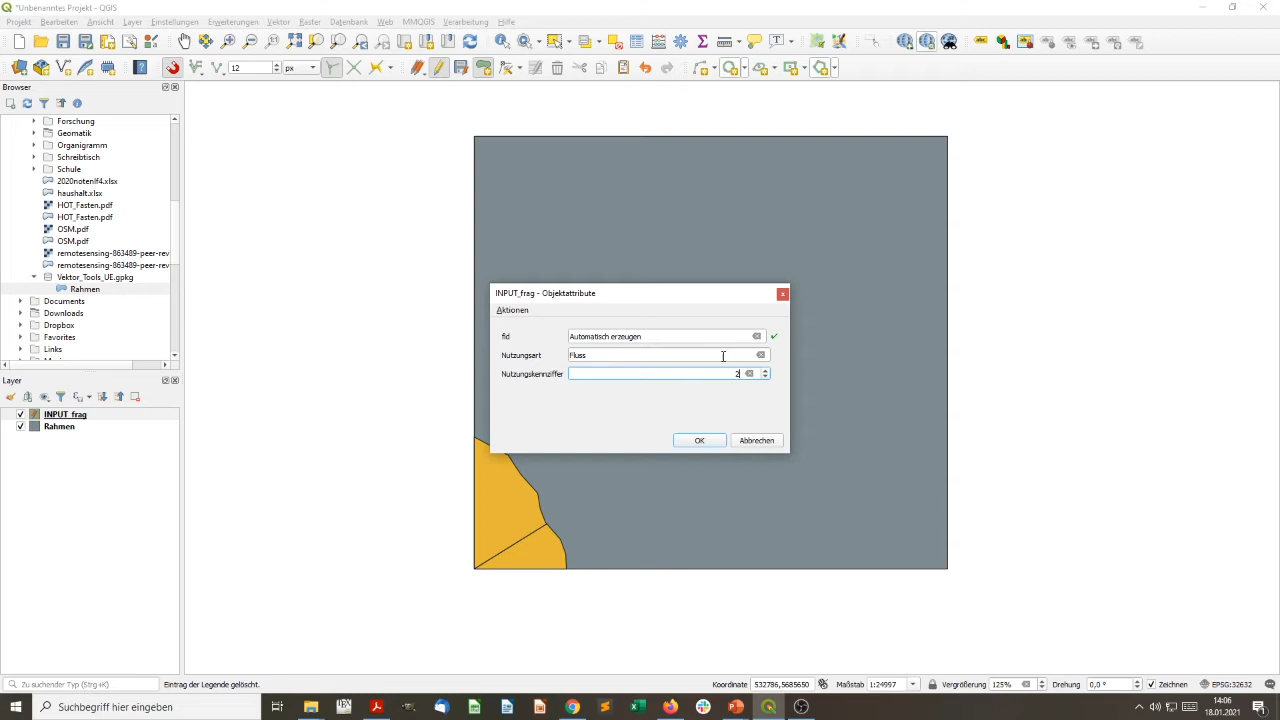 *Unbenanntes Projekt - QGIS
Projekt Bearbeiten Ansicht Layer Einstellungen Erweiterungen Vektor Raster Datenbank Web MMQGIS Verarbeitung Hilfe
12 px
Browser
Forschung
Geomatik
Organigramm
Schreibtisch
Schule
2020notenlf4.xlsx
haushalt.xlsx
HOT_Fasten.pdf
HOT_Fasten.pdf
OSM.pdf
OSM.pdf
remotesensing-863489-peer-rev
remotesensing-863489-peer-rev
Vektor_Tools_UE.gpkg
Rahmen
Documents
Downloads
Dropbox
Favorites
Links
Layer
INPUT_frag
Rahmen
INPUT_frag - Objektattribute
Aktionen
fid Automatisch erzeugen
Nutzungsart Fluss
Nutzungskennziffer 2
OK Abbrechen
Zu suchender Typ (Strg+K) Eintrag der Legende gelöscht. Koordinate 532786,5685650 Maßstab 1:24997 Vergrößerung 125% Drehung 0,0 ° Zeichnen EPSG:32632
Suchbegriff hier eingeben
14:06
18.01.2021